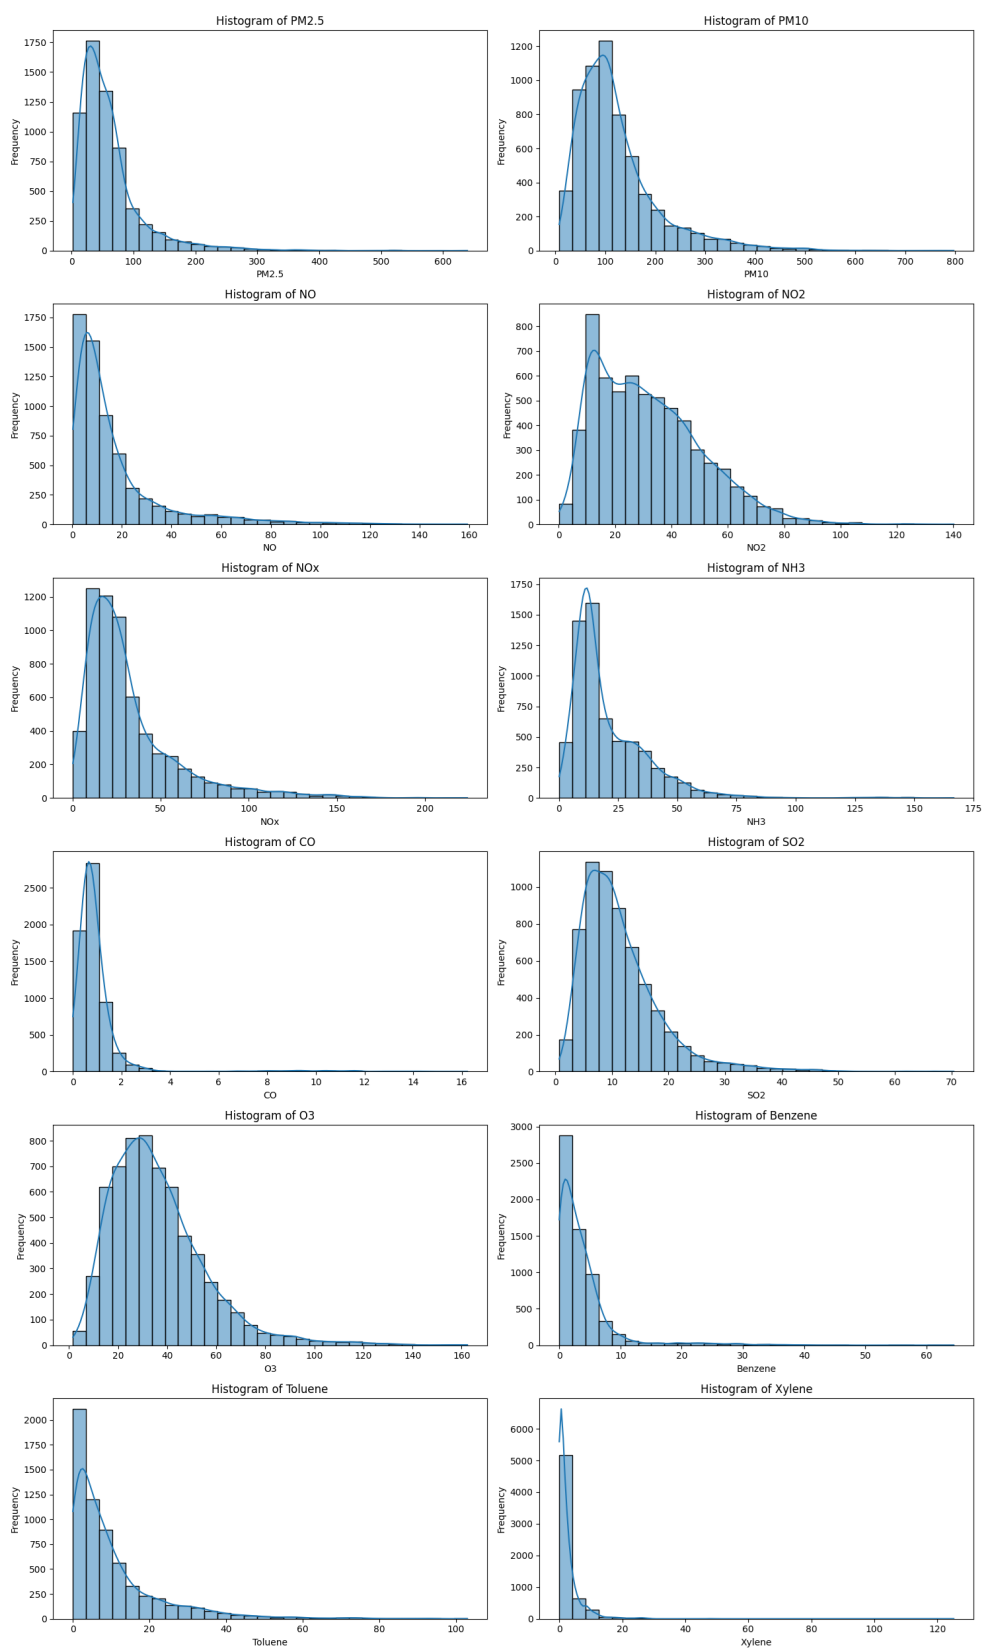 Histogram of PM2.5
1750
1500
1250
1000
750
500
250
0
Frequency
0 100 200 300 400 500 600
PM2.5
Histogram of PM10
1200
1000
800
600
400
200
0
Frequency
0 100 200 300 400 500 600 700 800
PM10
Histogram of NO
1750
1500
1250
1000
750
500
250
0
Frequency
0 20 40 60 80 100 120 140 160
NO
Histogram of NO2
800
700
600
500
400
300
200
100
0
Frequency
0 20 40 60 80 100 120 140
NO2
Histogram of NOx
1200
1000
800
600
400
200
0
Frequency
0 50 100 150 200
NOx
Histogram of NH3
1750
1500
1250
1000
750
500
250
0
Frequency
0 25 50 75 100 125 150 175
NH3
Histogram of CO
2500
2000
1500
1000
500
0
Frequency
0 2 4 6 8 10 12 14 16
CO
Histogram of SO2
1000
800
600
400
200
0
Frequency
0 10 20 30 40 50 60 70
SO2
Histogram of O3
800
700
600
500
400
300
200
100
0
Frequency
0 20 40 60 80 100 120 140 160
O3
Histogram of Benzene
3000
2500
2000
1500
1000
500
0
Frequency
0 10 20 30 40 50 60
Benzene
Histogram of Toluene
2000
1750
1500
1250
1000
750
500
250
0
Frequency
0 20 40 60 80 100
Toluene
Histogram of Xylene
6000
5000
4000
3000
2000
1000
0
Frequency
0 20 40 60 80 100 120
Xylene